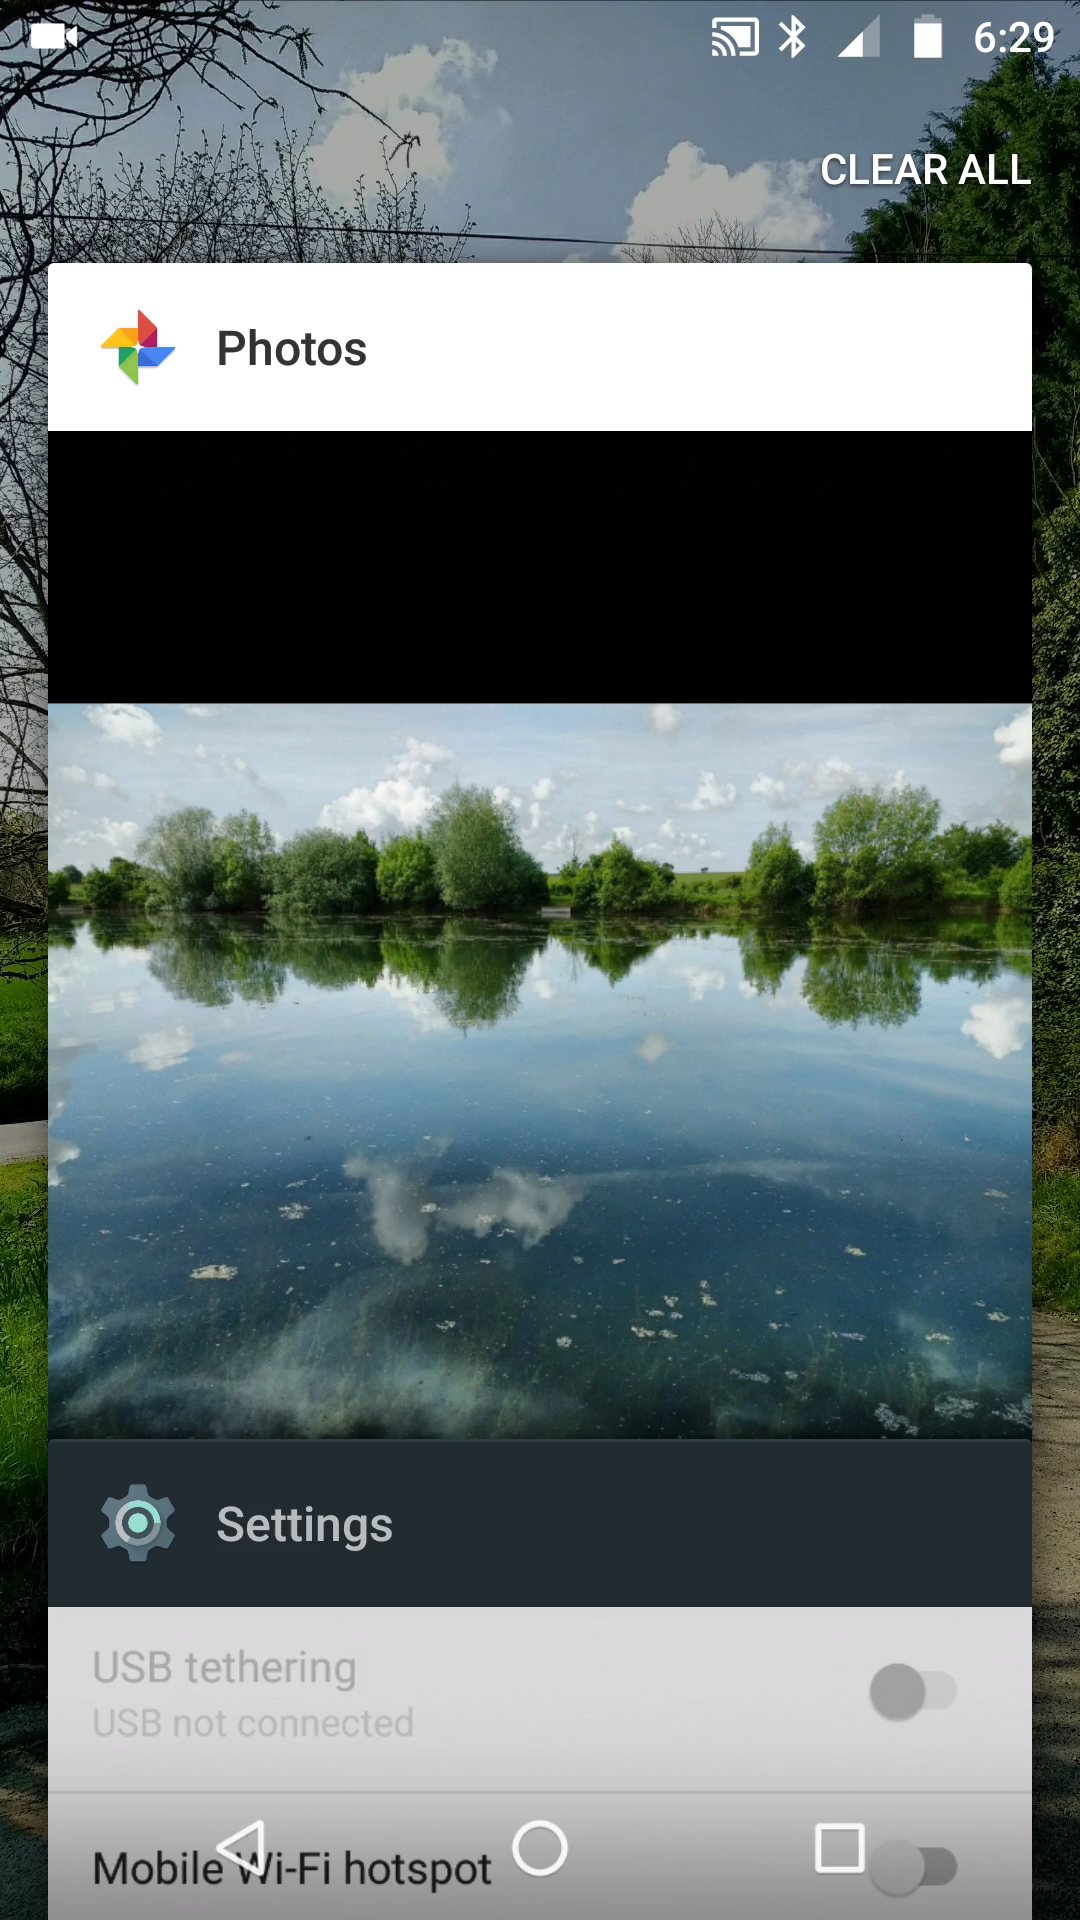 6:29
CLEAR ALL
Photos
Settings
USB tethering
USB not connected
Mobile Wi-Fi hotspot